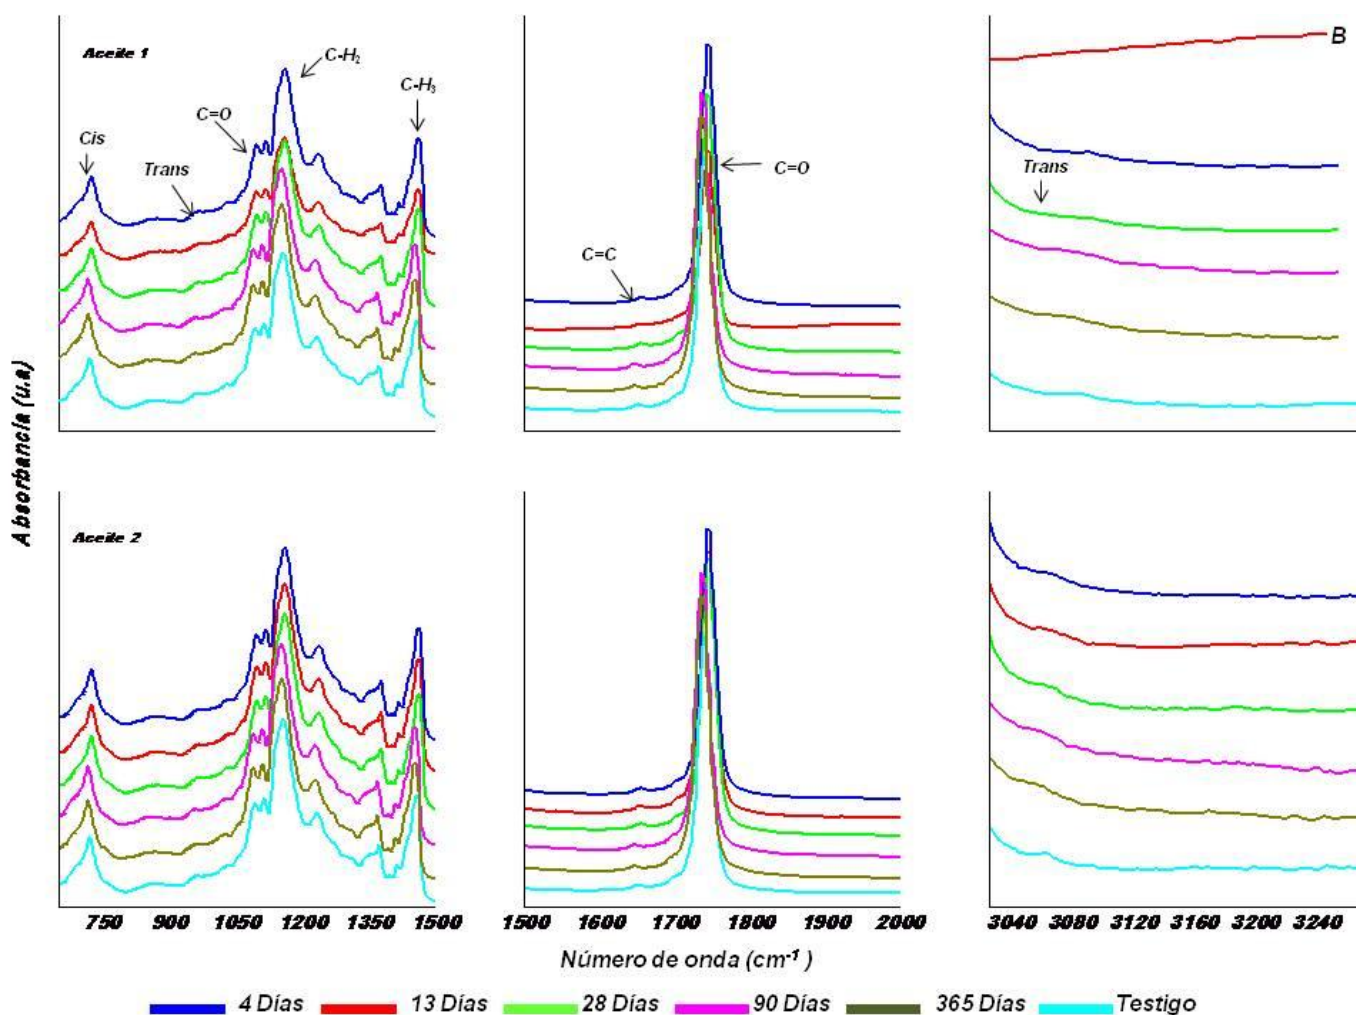 Aceite 1
B
C-H2
C-H3
C=O
Cis
Trans
C=O
Trans
C=C
Absorbancia (u.a)
Aceite 2
750 900 1050 1200 1350 1500
1500 1600 1700 1800 1900 2000
3040 3080 3120 3160 3200 3240
Número de onda (cm-1 )
4 Días 13 Días 28 Días 90 Días 365 Días Testigo